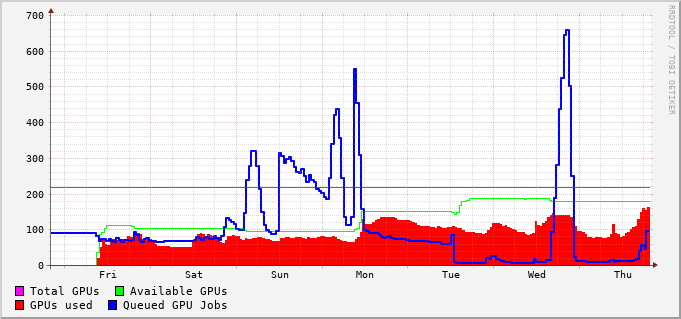 700
600
500
400
300
200
100
0
Fri Sat Sun Mon Tue Wed Thu
Total GPUs Available GPUs
GPUs used Queued GPU Jobs
RRDTOOL / TOBI OETIKER